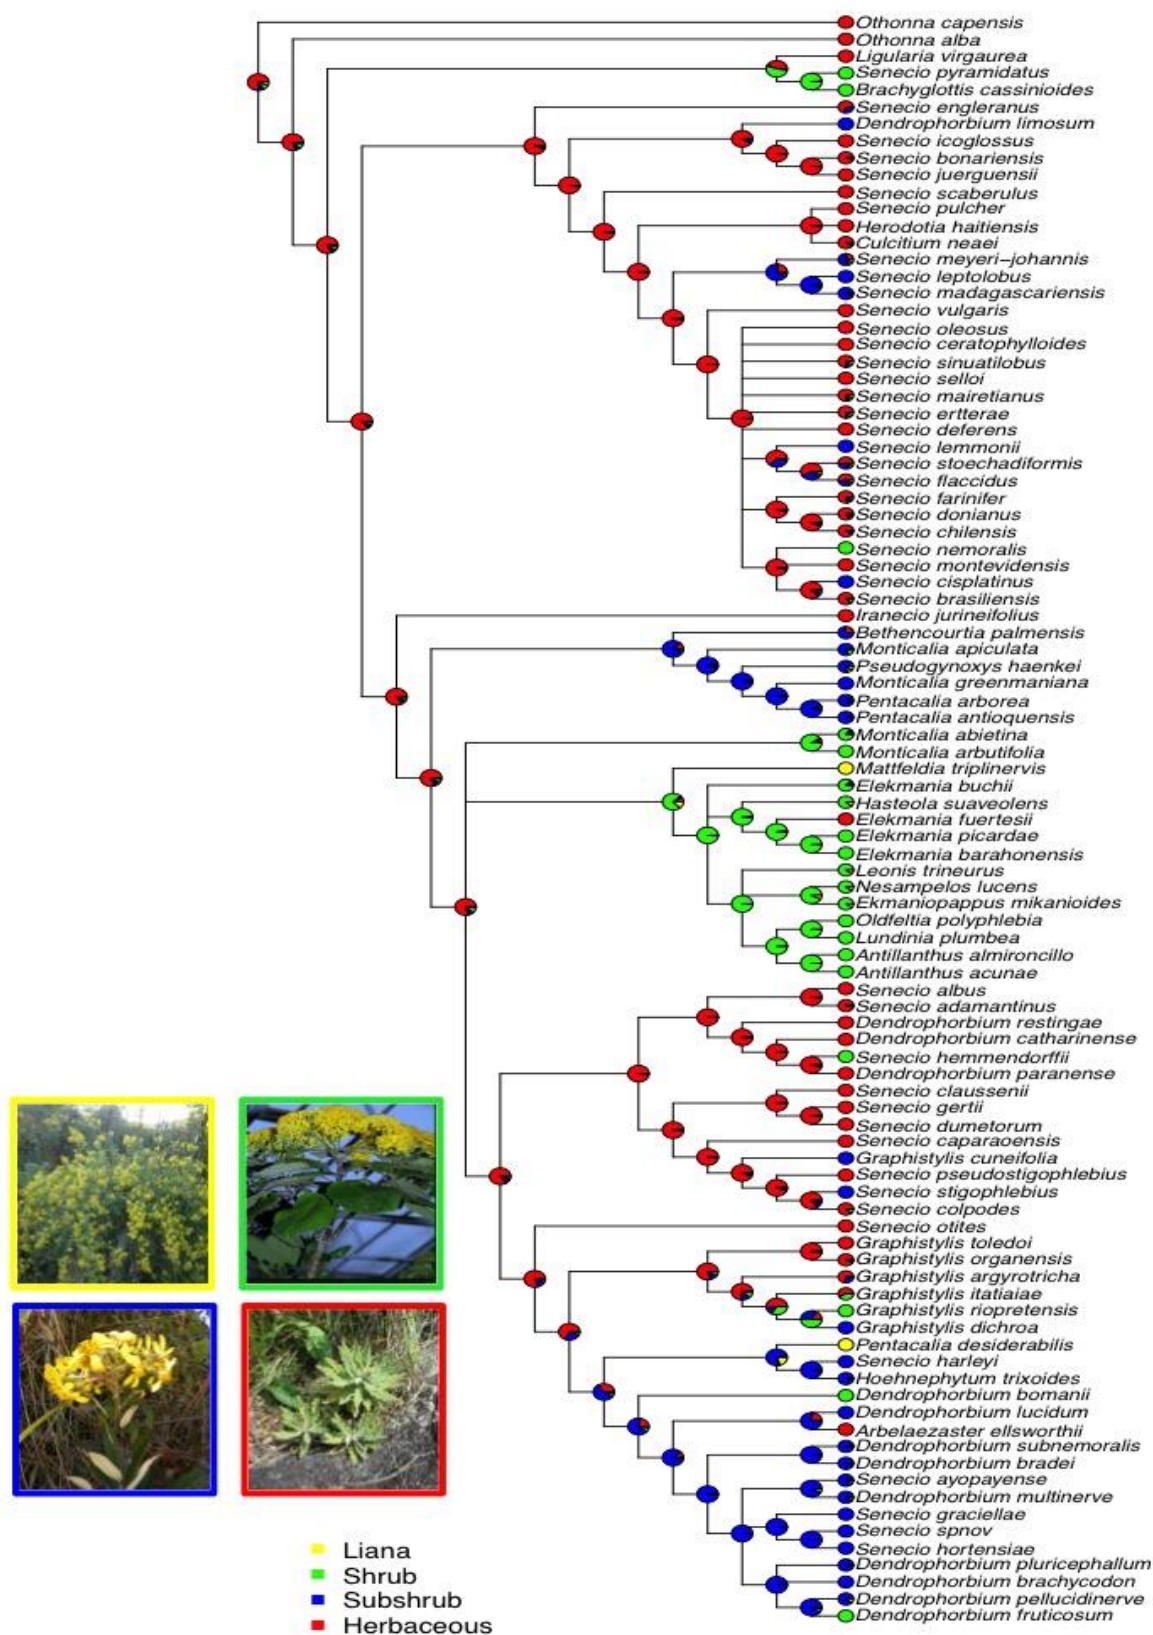 Othonna capensis
Othonna alba
Ligularia virgaurea
Senecio pyramidatus
Brachyglottis cassinioides
Senecio engleranus
Dendrophorbium limosum
Senecio icoglossus
Senecio bonariensis
Senecio juerguensii
Senecio scaberulus
Senecio pulcher
Herodotia haitiensis
Culcitium neaei
Senecio meyeri−johannis
Senecio leptolobus
Senecio madagascariensis
Senecio vulgaris
Senecio oleosus
Senecio ceratophylloides
Senecio sinuatilobus
Senecio selloi
Senecio mairetianus
Senecio ertterae
Senecio deferens
Senecio lemmonii
Senecio stoechadiformis
Senecio flaccidus
Senecio farinifer
Senecio donianus
Senecio chilensis
Senecio nemoralis
Senecio montevidensis
Senecio cisplatinus
Senecio brasiliensis
Iranecio jurineifolius
Bethencourtia palmensis
Monticalia apiculata
Pseudogynoxys haenkei
Monticalia greenmaniana
Pentacalia arborea
Pentacalia antioquensis
Monticalia abietina
Monticalia arbutifolia
Mattfeldia triplinervis
Elekmania buchii
Hasteola suaveolens
Elekmania fuertesii
Elekmania picardae
Elekmania barahonensis
Leonis trineurus
Nesampelos lucens
Ekmaniopappus mikanioides
Oldfeltia polyphlebia
Lundinia plumbea
Antillanthus almironcillo
Antillanthus acunae
Senecio albus
Senecio adamantinus
Dendrophorbium restingae
Dendrophorbium catharinense
Senecio hemmendorffii
Dendrophorbium paranense
Senecio claussenii
Senecio gertii
Senecio dumetorum
Senecio caparaoensis
Graphistylis cuneifolia
Senecio pseudostigophlebius
Senecio stigophlebius
Senecio colpodes
Senecio otites
Graphistylis toledoi
Graphistylis organensis
Graphistylis argyrotricha
Graphistylis itatiaiae
Graphistylis riopretensis
Graphistylis dichroa
Pentacalia desiderabilis
Senecio harleyi
Hoehnephytum trixoides
Dendrophorbium bomanii
Dendrophorbium lucidum
Arbelaezaster ellsworthii
Dendrophorbium subnemoralis
Dendrophorbium bradei
Senecio ayopayense
Dendrophorbium multinerve
Senecio graciellae
Senecio spnov
Senecio hortensiae
Dendrophorbium pluricephallum
Dendrophorbium brachycodon
Dendrophorbium pellucidinerve
Dendrophorbium fruticosum
Liana
Shrub
Subshrub
Herbaceous